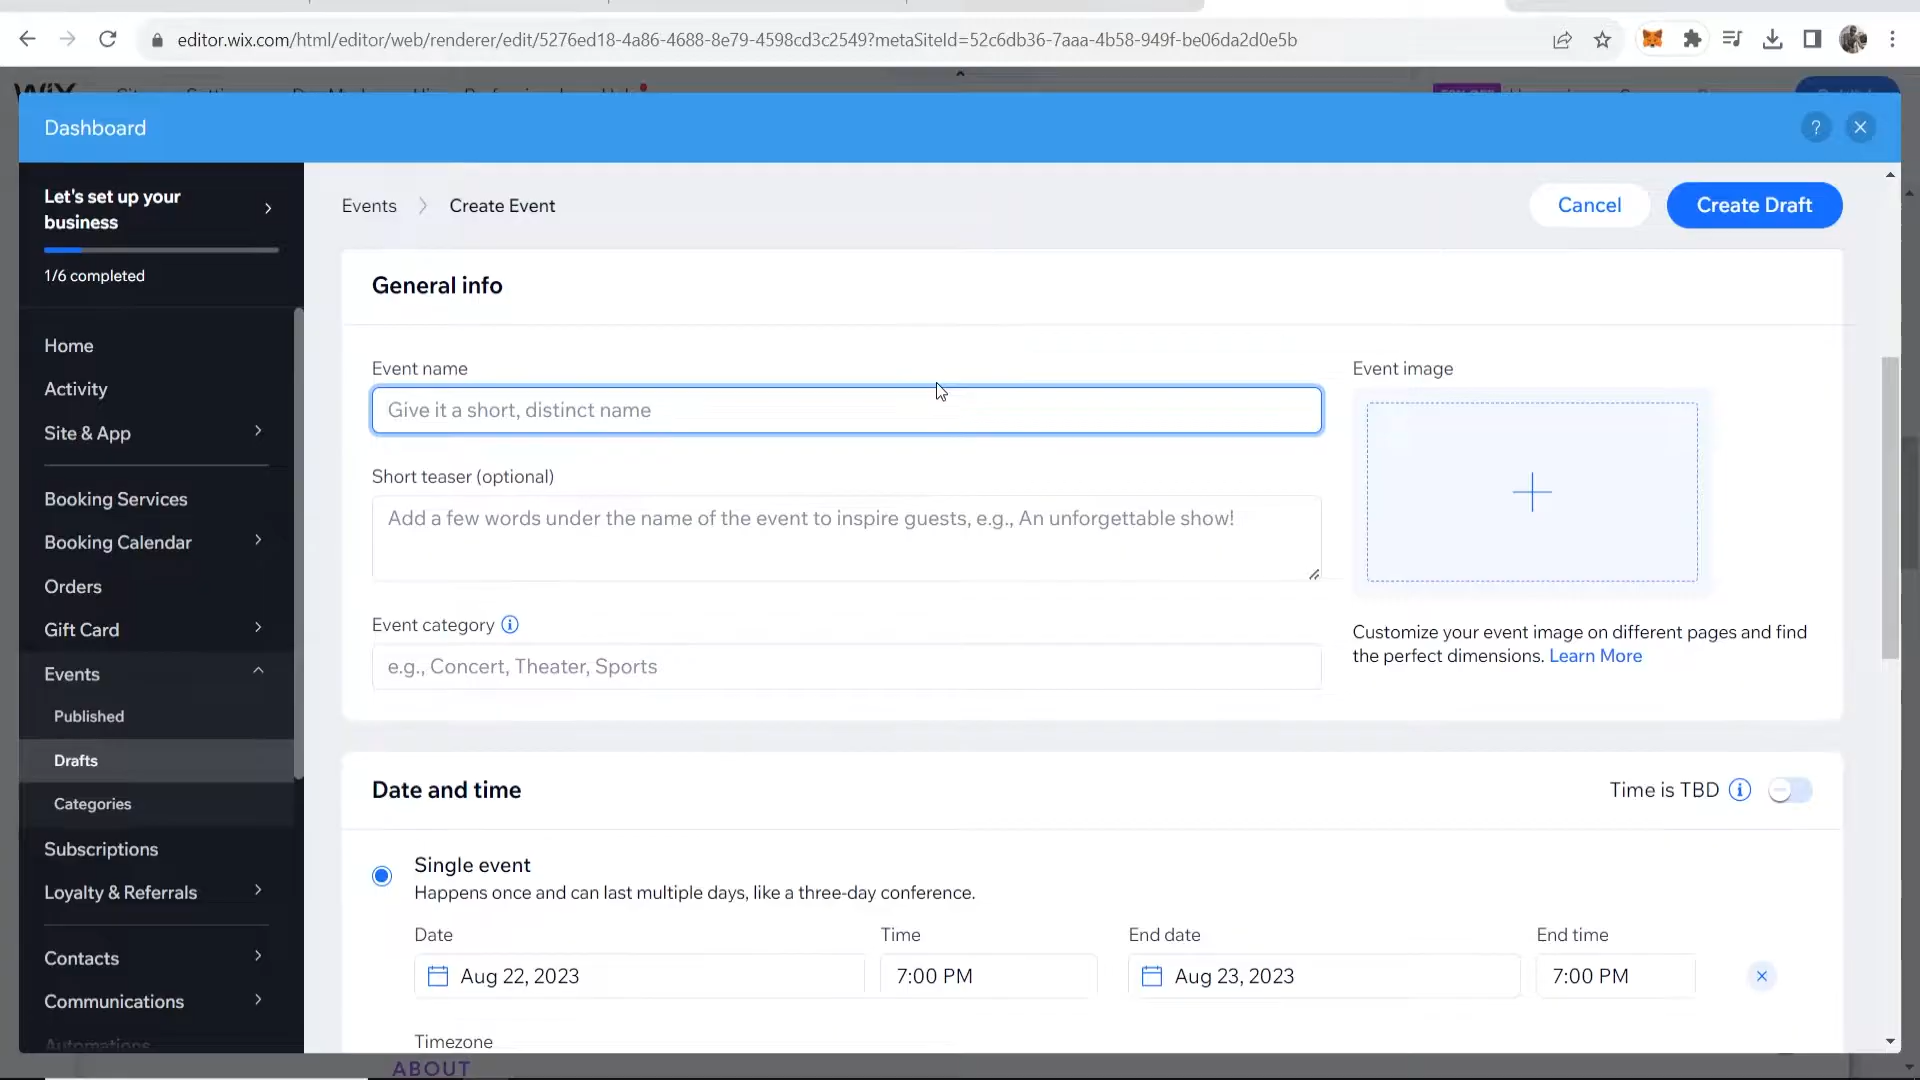 editor.wix.com/html/editor/web/renderer/edit/5276ed18-4a86-4688-8e79-4598cd3c2549?metaSiteId=52c6db36-7aaa-4b58-949f-be06da2d0e5b
Dashboard
?
Let's set up your
business
1/6 completed
Home
Activity
Site & App
Booking Services
Booking Calendar
Orders
Gift Card
Events
Published
Drafts
Categories
Subscriptions
Loyalty & Referrals
Contacts
Communications
Automations
Events
Create Event
Cancel
Create Draft
General info
Event name
Give it a short, distinct name
Short teaser (optional)
Add a few words under the name of the event to inspire guests, e.g., An unforgettable show!
Event category
e.g., Concert, Theater, Sports
Event image
Customize your event image on different pages and find
the perfect dimensions. Learn More
Date and time
Time is TBD
Single event
Happens once and can last multiple days, like a three-day conference.
Date
Time
End date
End time
Aug 22, 2023
7:00 PM
Aug 23, 2023
7:00 PM
Timezone
ABOUT